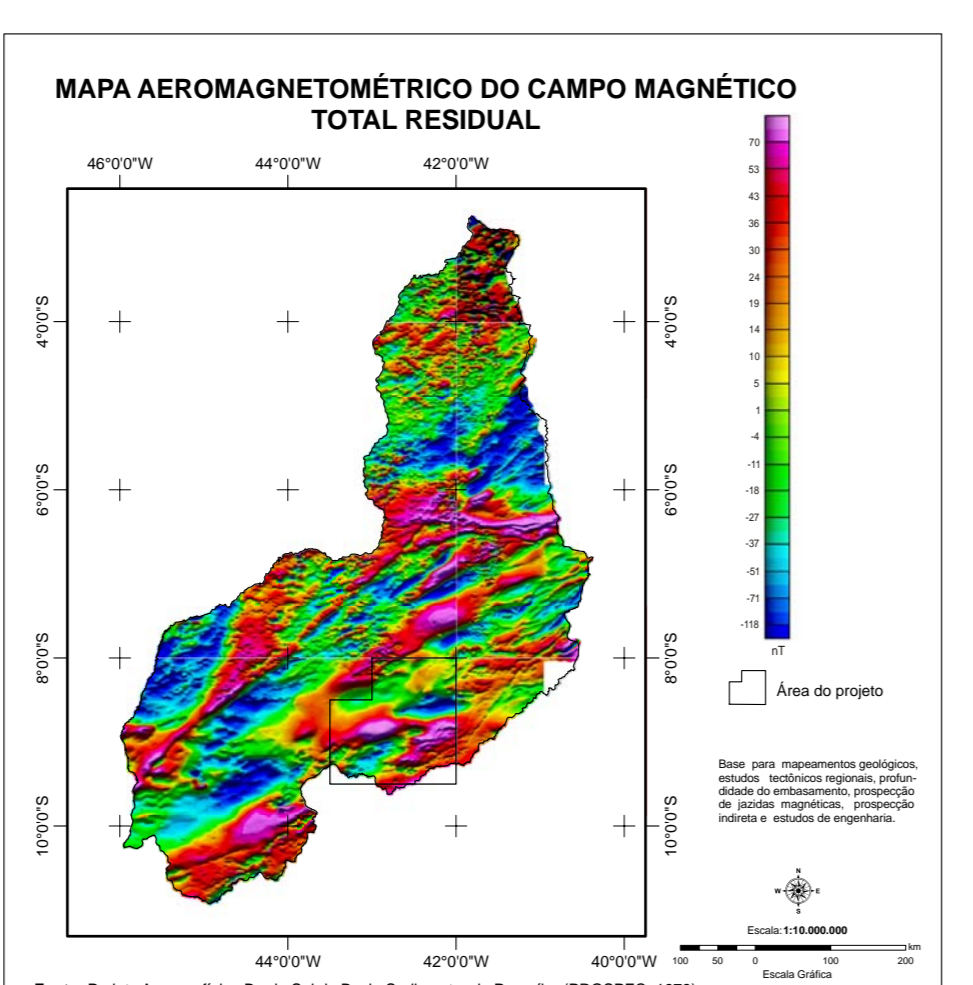 MAPA AEROMAGNETOMÉTRICO DO CAMPO MAGNÉTICO
TOTAL RESIDUAL
46°0'0"W 44°0'0"W 42°0'0"W
4°0'0"S 4°0'0"S
6°0'0"S 6°0'0"S
8°0'0"S 8°0'0"S
10°0'0"S 10°0'0"S
44°0'0"W 42°0'0"W 40°0'0"W
70
53
43
36
30
24
19
14
10
5
1
-4
-11
-18
-27
-37
-51
-71
-118
nT
Área do projeto
Base para mapeamentos geológicos,
estudos tectônicos regionais, profun-
didade do embasamento, prospecção
de jazidas magnéticas, prospecção
indireta e estudos de engenharia.
N
W E
S
Escala: 1:10.000.000
km
100 50 0 100 200
Escala Gráfica